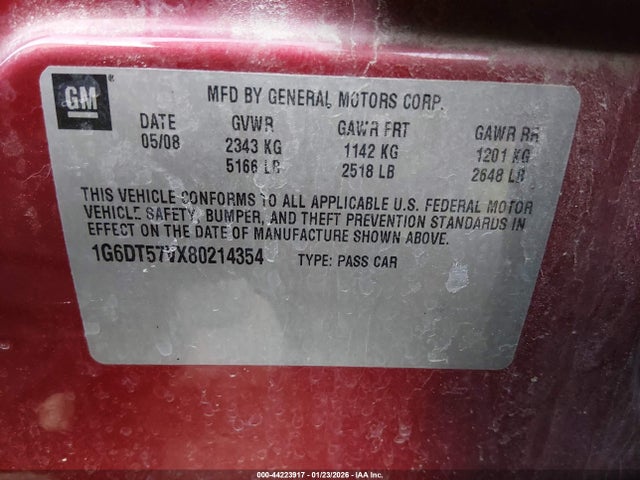 GM
MFD BY GENERAL MOTORS CORP.
DATE GVWR GAWR FRT GAWR RR
05/08 2343 KG 1142 KG 1201 KG
5166 LB 2518 LB 2648 LB
THIS VEHICLE CONFORMS TO ALL APPLICABLE U.S. FEDERAL MOTOR
VEHICLE SAFETY, BUMPER, AND THEFT PREVENTION STANDARDS IN
EFFECT ON THE DATE OF MANUFACTURE SHOWN ABOVE.
1G6DT57VX80214354 TYPE: PASS CAR
000-44223917 | 01/23/2026 - IAA Inc.